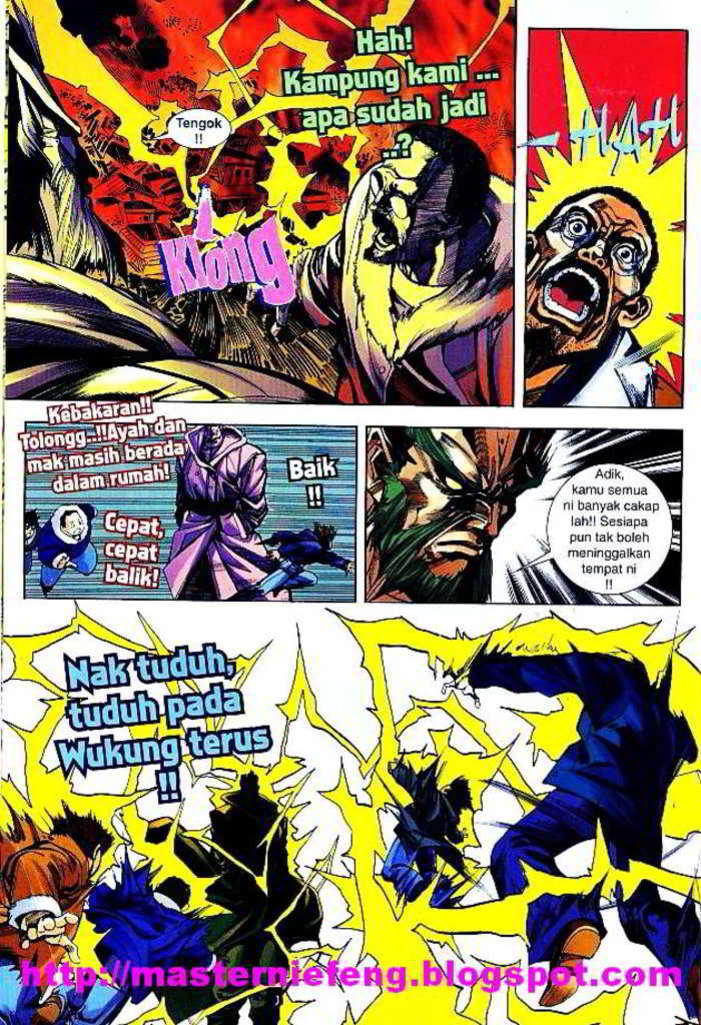 Hah!
Kampung kami ...
apa sudah jadi
..?
Tengok
!!
Klong
- HAH
Kebakaran!!
Tolongg...!!Ayah dan
mak masih berada
dalam rumah!
Cepat,
cepat
balik!
Baik
!!
Adik,
kamu semua
ni banyak cakap
lah!! Sesiapa
pun tak boleh
meninggalkan
tempat ni
!!
Nak tuduh,
tuduh pada
Wukung terus
!!
http://masterniefeng.blogspot.com